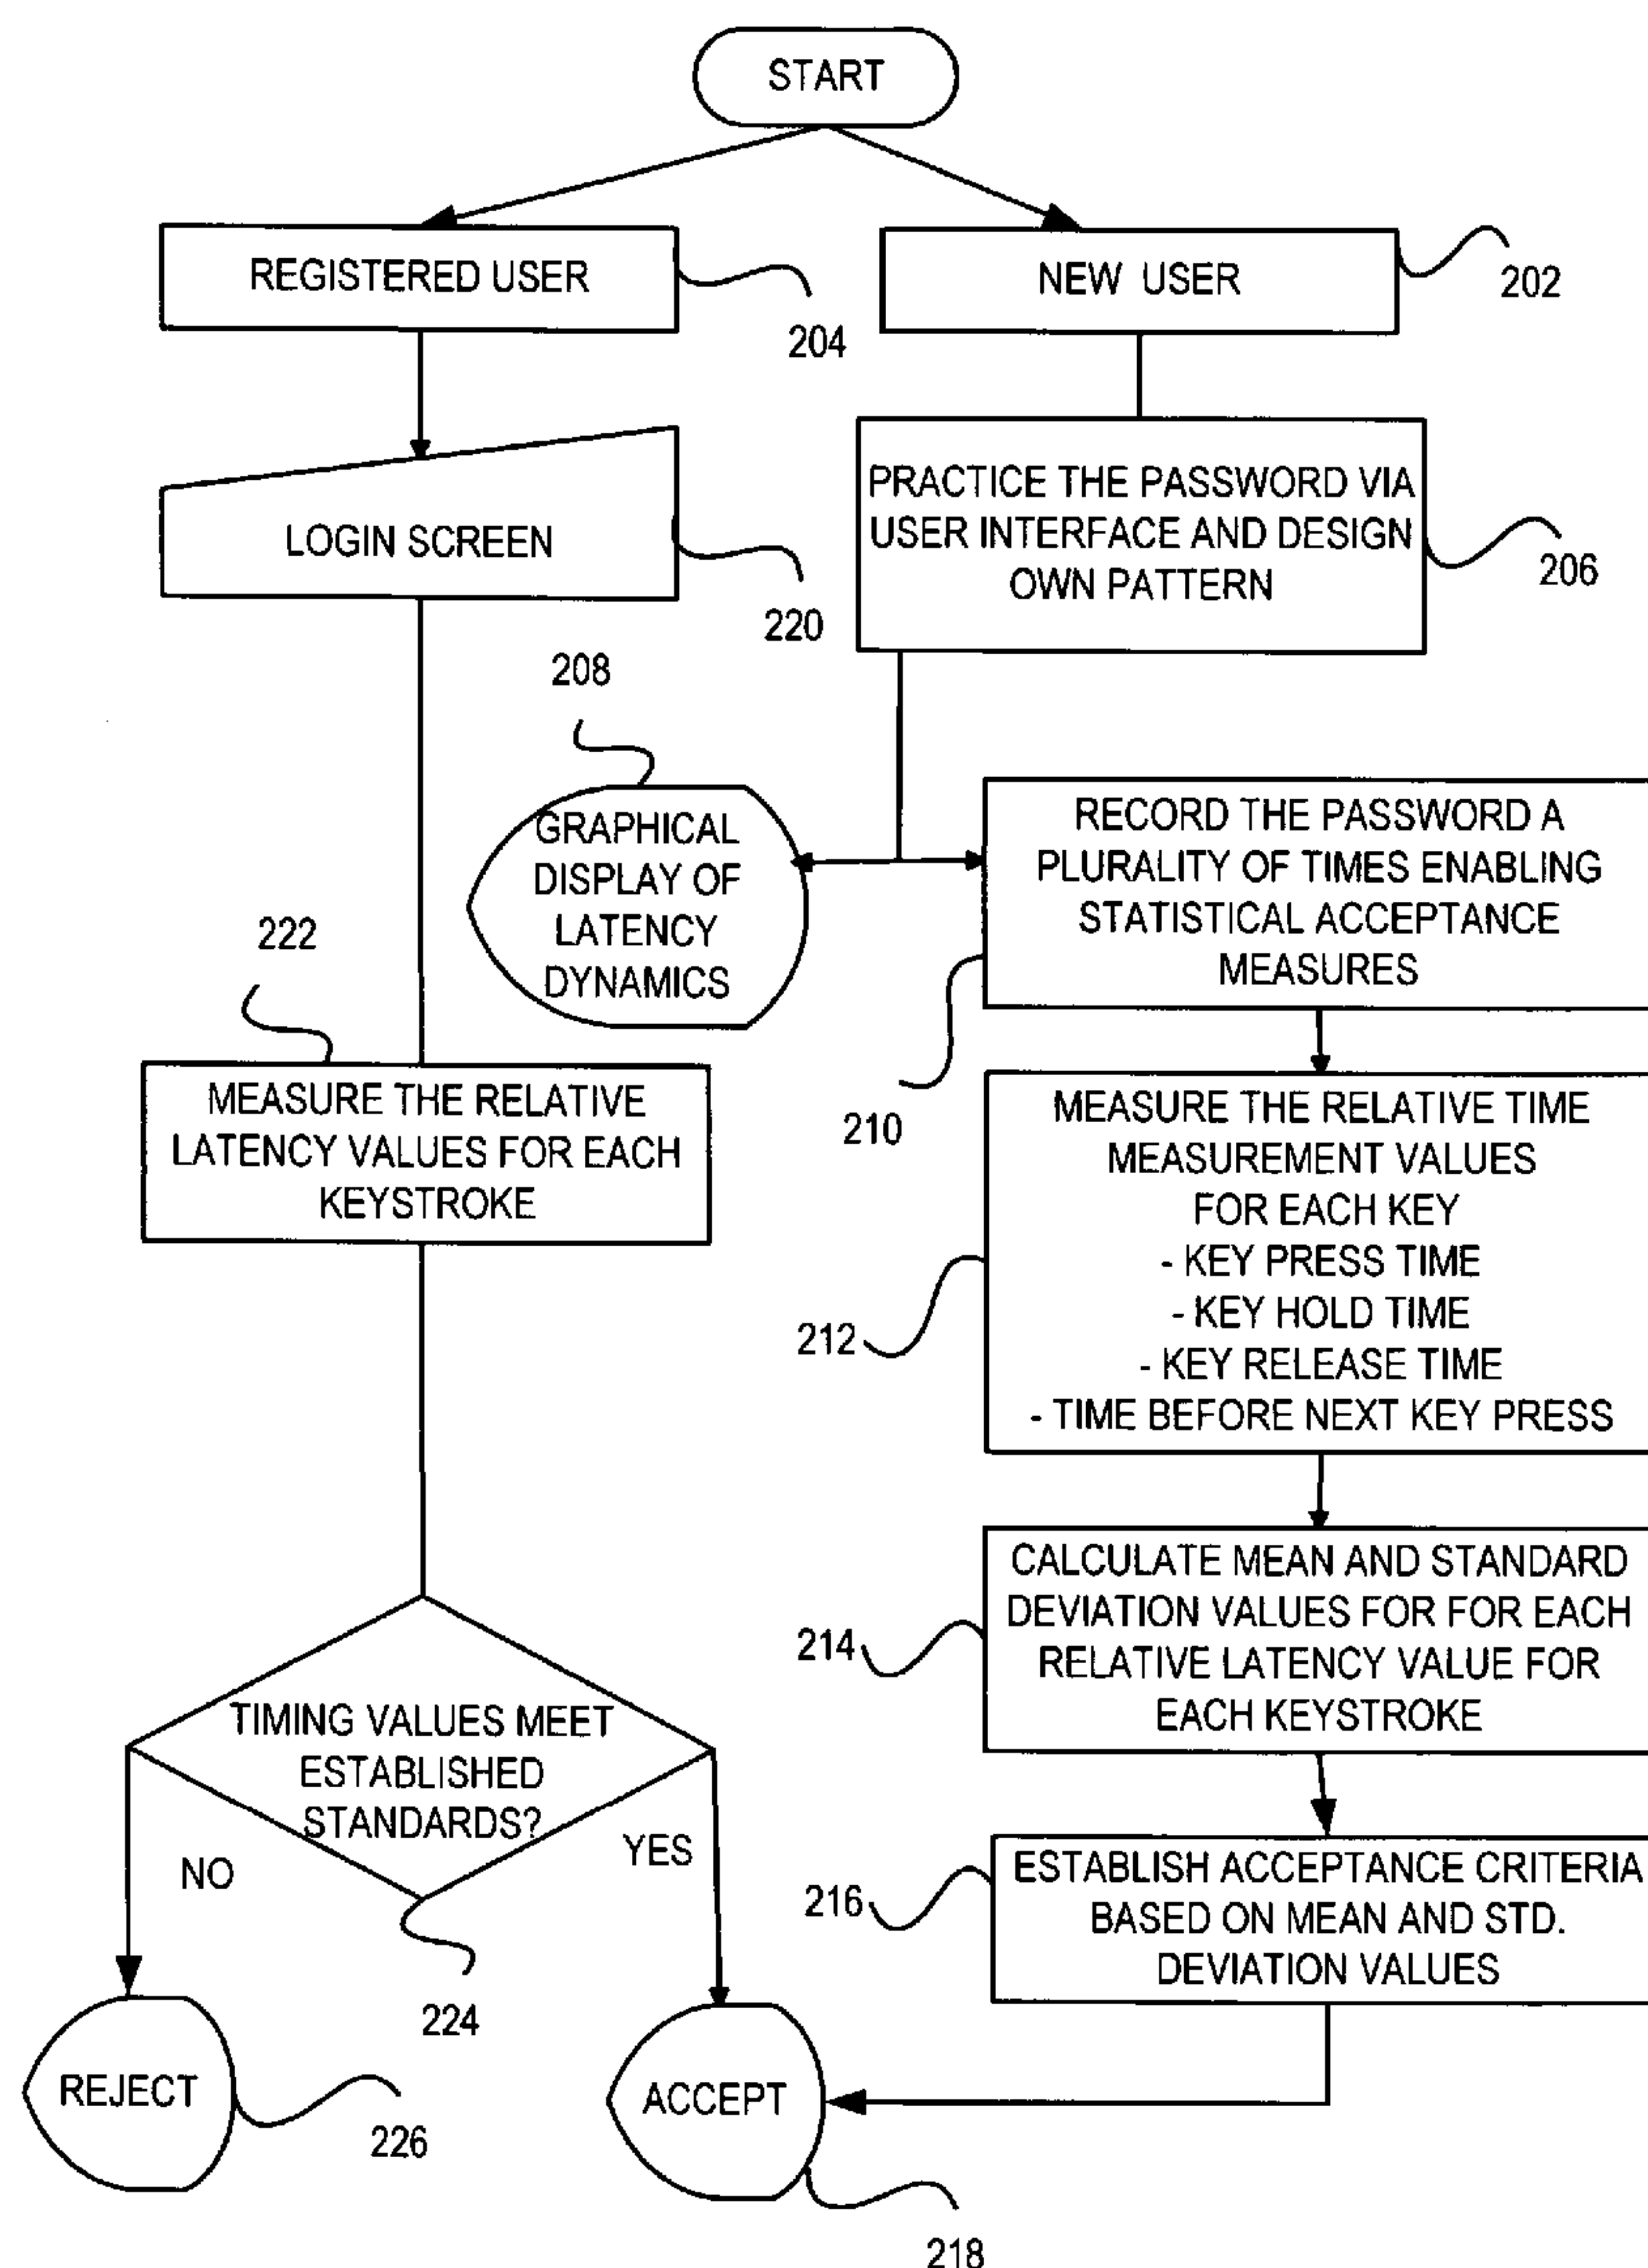 START
REGISTERED USER
204
NEW USER
202
LOGIN SCREEN
220
PRACTICE THE PASSWORD VIA
USER INTERFACE AND DESIGN
OWN PATTERN
206
208
GRAPHICAL
DISPLAY OF
LATENCY
DYNAMICS
RECORD THE PASSWORD A
PLURALITY OF TIMES ENABLING
STATISTICAL ACCEPTANCE
MEASURES
210
222
MEASURE THE RELATIVE
LATENCY VALUES FOR EACH
KEYSTROKE
MEASURE THE RELATIVE TIME
MEASUREMENT VALUES
FOR EACH KEY
- KEY PRESS TIME
- KEY HOLD TIME
- KEY RELEASE TIME
- TIME BEFORE NEXT KEY PRESS
212
CALCULATE MEAN AND STANDARD
DEVIATION VALUES FOR FOR EACH
RELATIVE LATENCY VALUE FOR
EACH KEYSTROKE
214
TIMING VALUES MEET
ESTABLISHED
STANDARDS?
NO
YES
224
ESTABLISH ACCEPTANCE CRITERIA
BASED ON MEAN AND STD.
DEVIATION VALUES
216
REJECT
226
ACCEPT
218